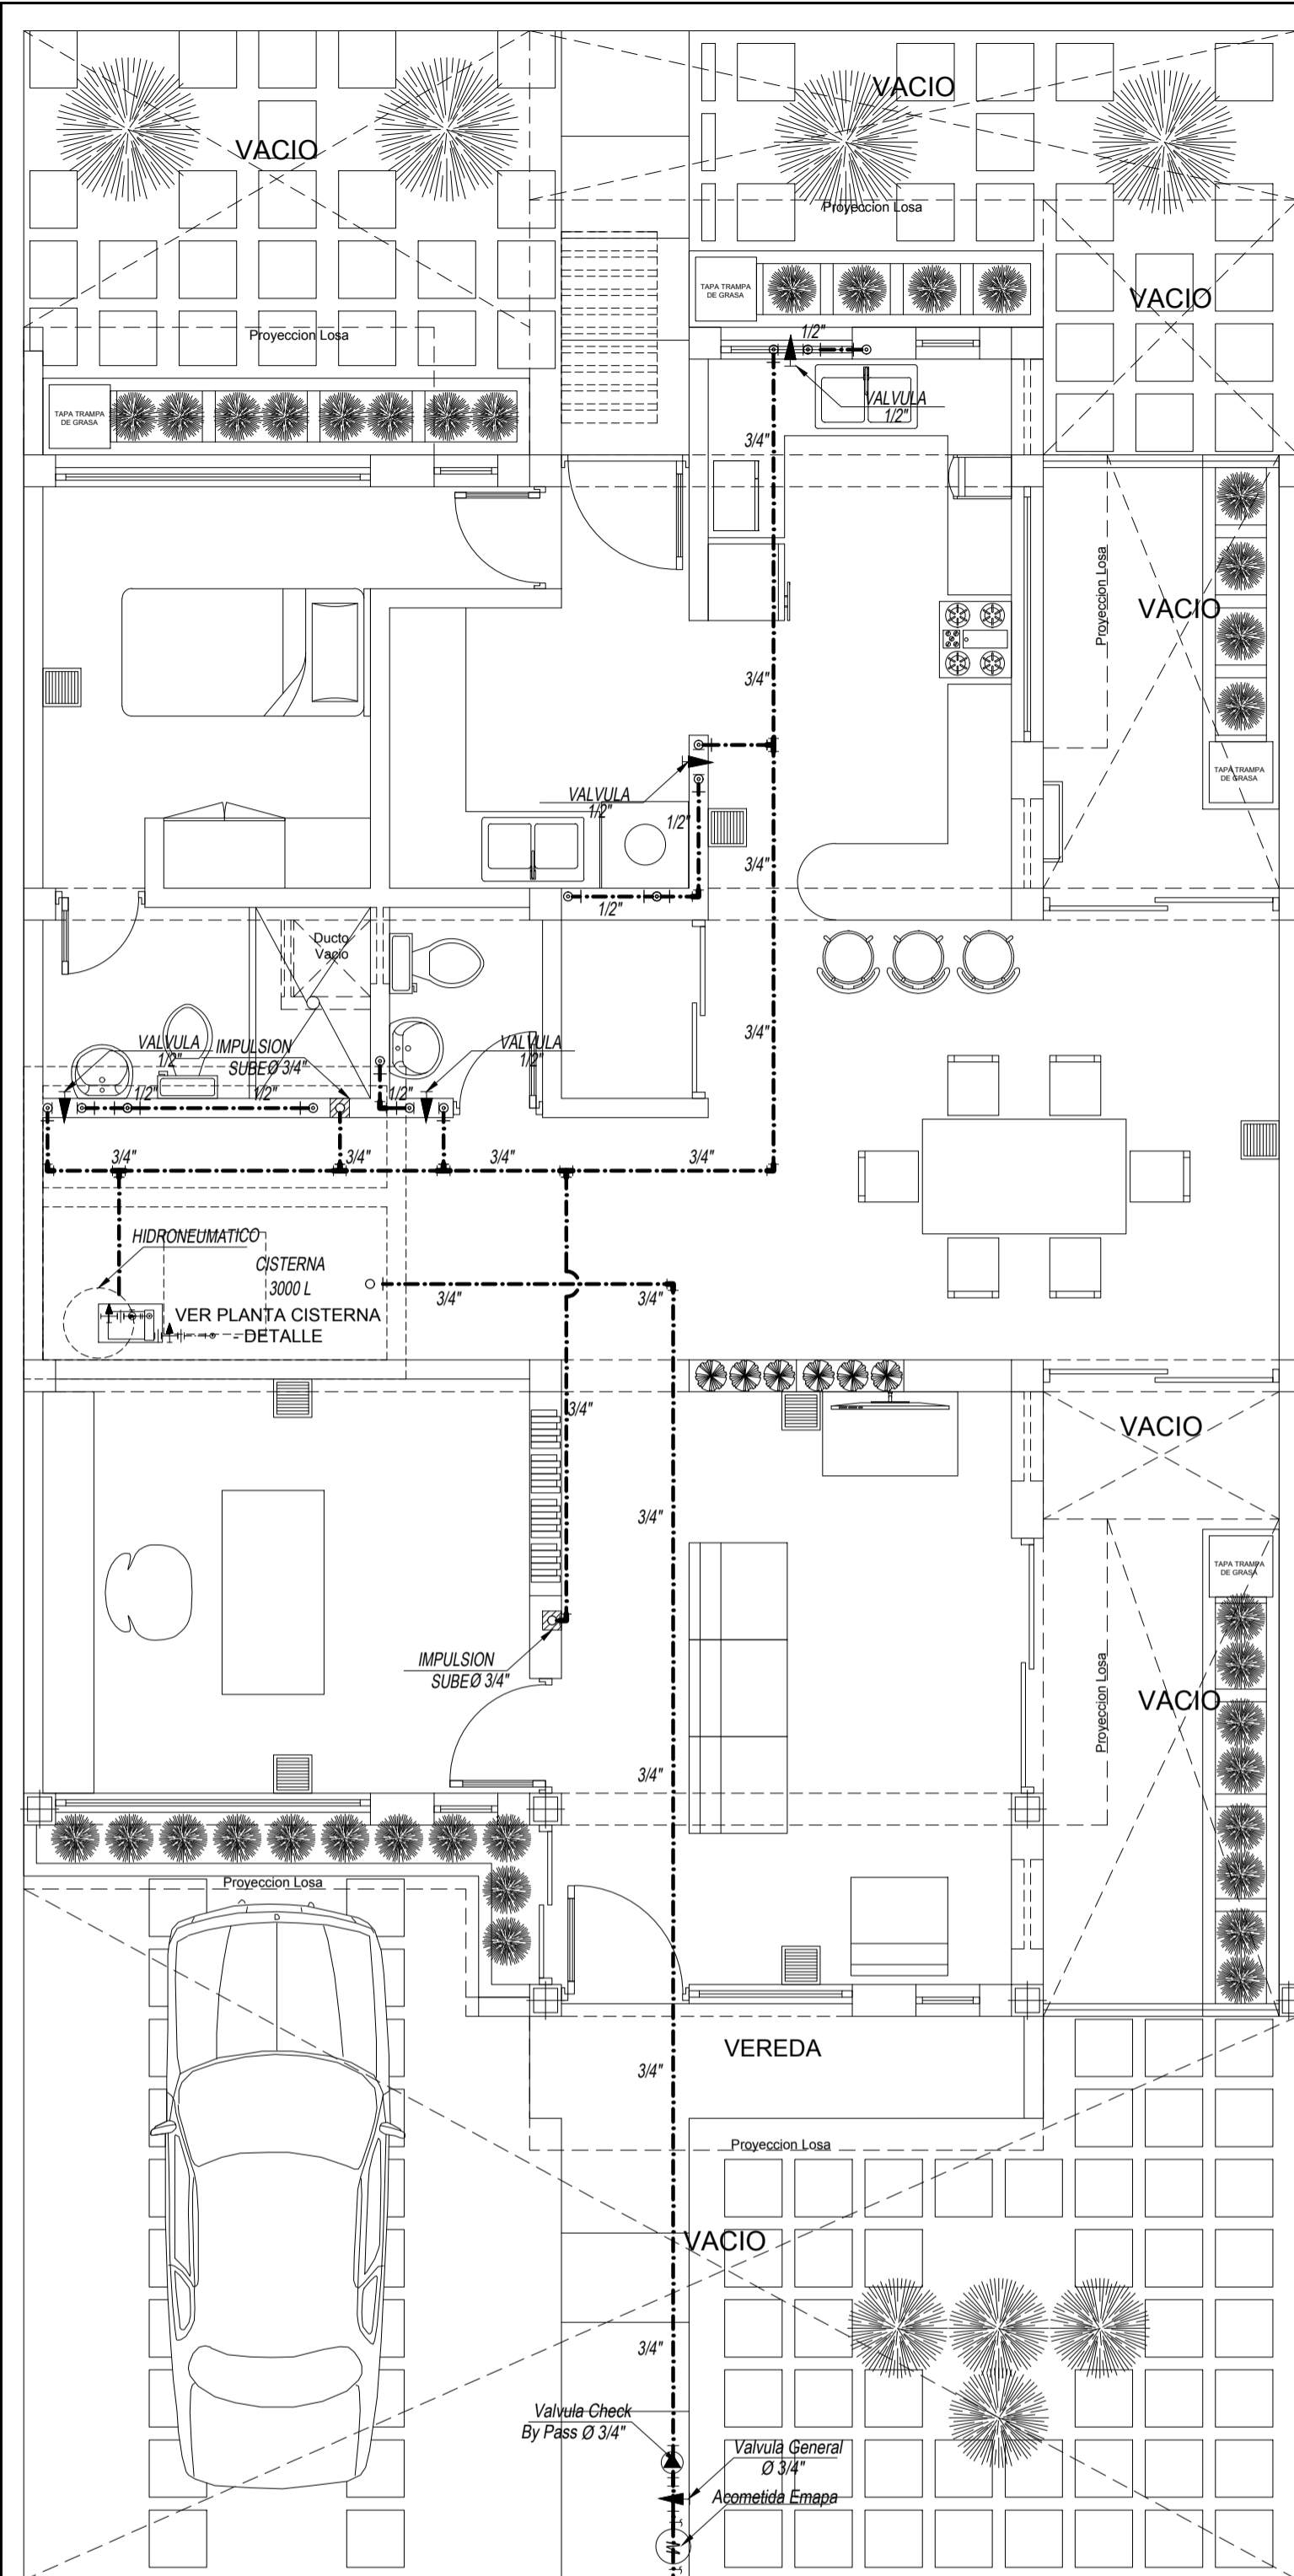 VACIO
VACIO
Proyeccion Losa
TAPA TRAMPA
DE GRASA
VACIO
Proyeccion Losa
1/2"
TAPA TRAMPA
DE GRASA
VALVULA
1/2"
3/4"
Proyeccion Losa
VACIO
3/4"
TAPA TRAMPA
DE GRASA
VALVULA
1/2"
1/2"
3/4"
1/2"
Ducto
Vacio
3/4"
VALVULA
1/2"
IMPULSION
SUBE Ø 3/4"
VALVULA
1/2"
1/2"
1/2"
1/2"
3/4"
3/4"
3/4"
3/4"
HIDRONEUMATICO
CISTERNA
3000 L
VER PLANTA CISTERNA
- DETALLE
3/4"
3/4"
3/4"
VACIO
3/4"
TAPA TRAMPA
DE GRASA
IMPULSION
SUBE Ø 3/4"
Proyeccion Losa
VACIO
3/4"
Proyeccion Losa
D
VEREDA
3/4"
Proyeccion Losa
VACIO
3/4"
Valvula Check
By Pass Ø 3/4"
Valvula General
Ø 3/4"
Acometida Emapa